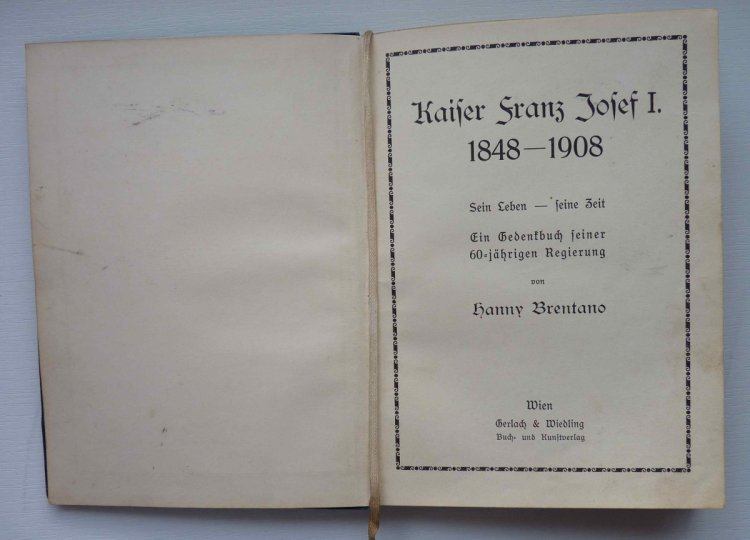 Kaiſer Franz Joſef I.
1848—1908
Sein Leben — ſeine Zeit
Ein Gedenkbuch ſeiner
60-jährigen Regierung
von
Hanny Brentano
Wien
Gerlach & Wiedling
Buch- und Kunſtverlag